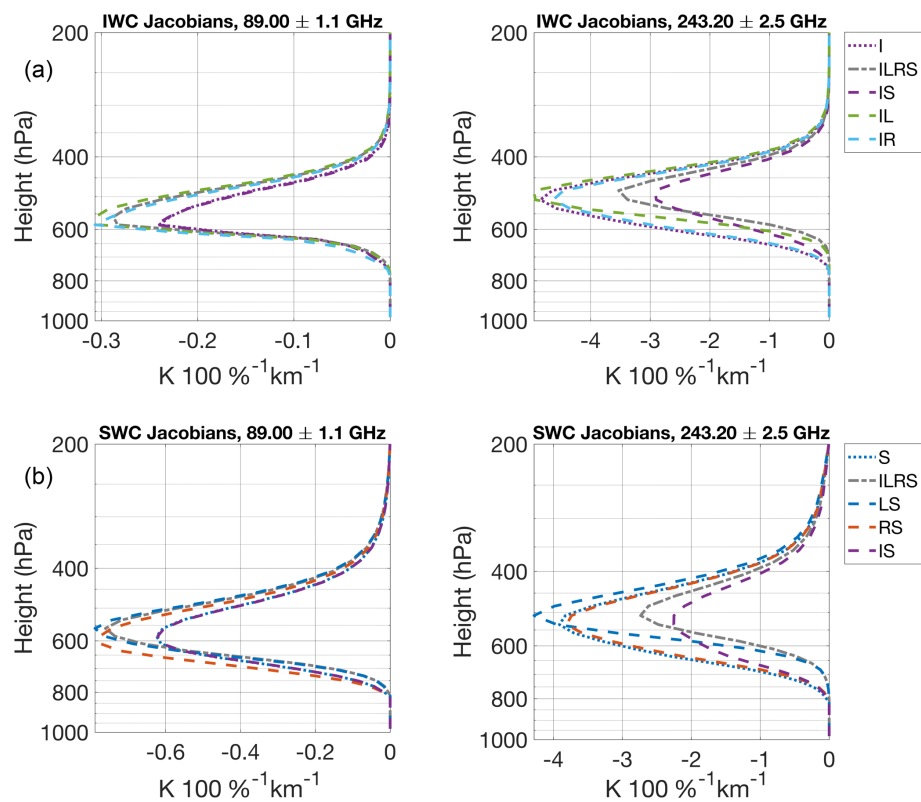 IWC Jacobians, 89.00 ± 1.1 GHz
IWC Jacobians, 243.20 ± 2.5 GHz
(a)
Height (hPa)
200
400
600
800
1000
-0.3 -0.2 -0.1 0
K 100 %⁻¹km⁻¹
Height (hPa)
200
400
600
800
1000
-4 -3 -2 -1 0
K 100 %⁻¹km⁻¹
I
ILRS
IS
IL
IR
SWC Jacobians, 89.00 ± 1.1 GHz
SWC Jacobians, 243.20 ± 2.5 GHz
(b)
Height (hPa)
200
400
600
800
1000
-0.6 -0.4 -0.2 0
K 100 %⁻¹km⁻¹
Height (hPa)
200
400
600
800
1000
-4 -3 -2 -1 0
K 100 %⁻¹km⁻¹
S
ILRS
LS
RS
IS